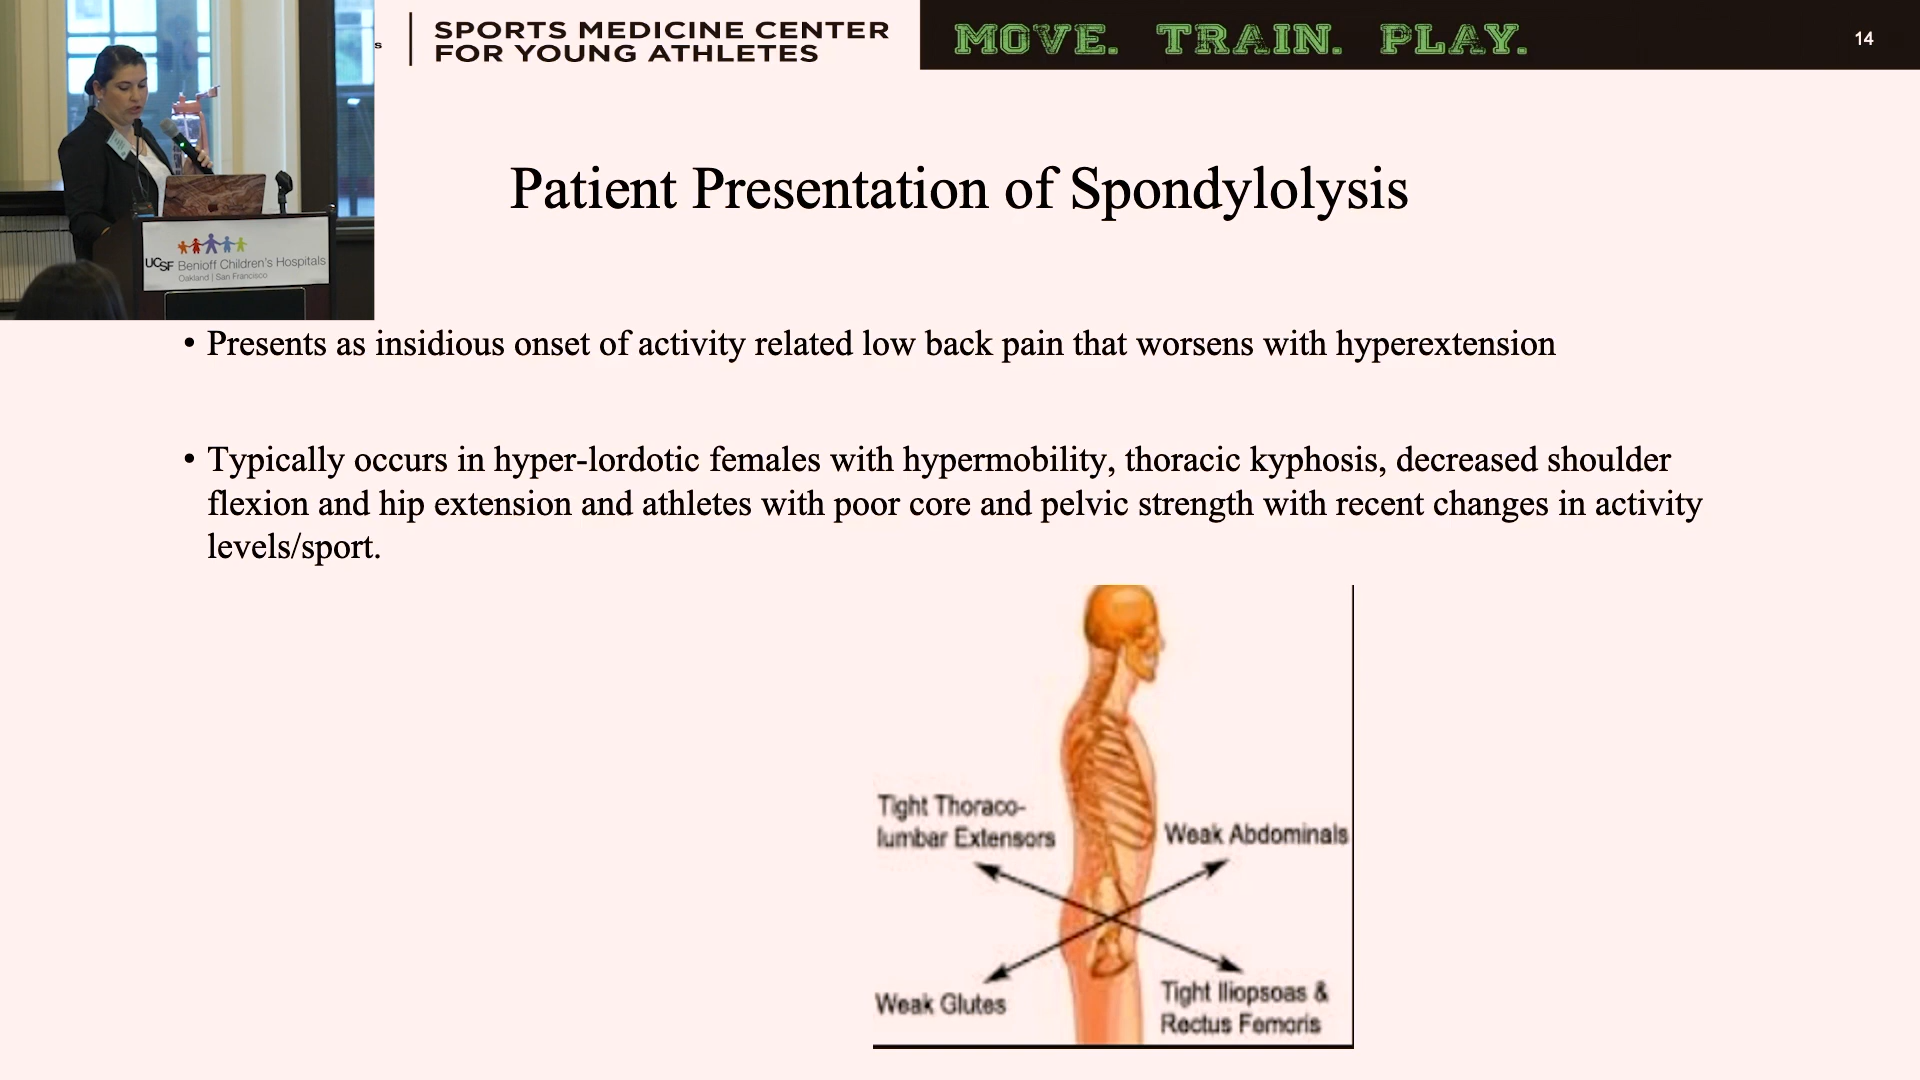 s
SPORTS MEDICINE CENTER
FOR YOUNG ATHLETES
MOVE. TRAIN. PLAY.
14
UCSF Benioff Children's Hospitals
Oakland | San Francisco
Patient Presentation of Spondylolysis
• Presents as insidious onset of activity related low back pain that worsens with hyperextension
• Typically occurs in hyper-lordotic females with hypermobility, thoracic kyphosis, decreased shoulder
flexion and hip extension and athletes with poor core and pelvic strength with recent changes in activity
levels/sport.
Tight Thoraco-
lumbar Extensors
Weak Abdominals
Weak Glutes
Tight Iliopsoas &
Rectus Femoris